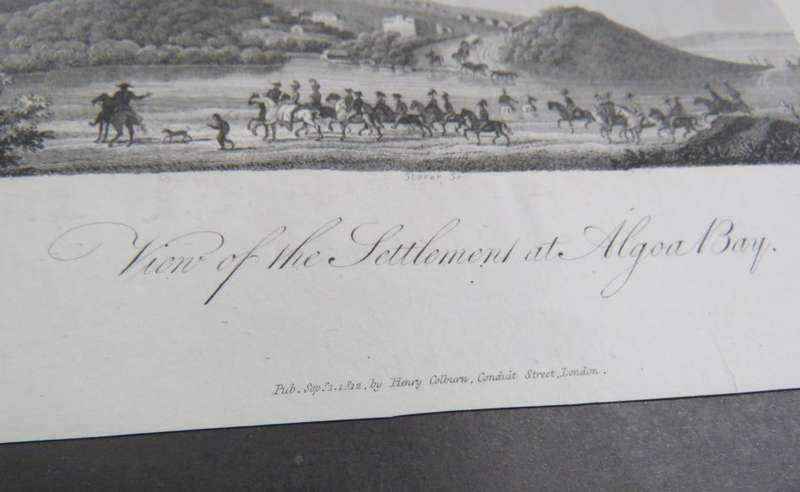 Storer Sc
View of the Settlement at Algoa Bay.
Pub. Sep.r 1. 1812. by Henry Colburn, Conduit Street, London.